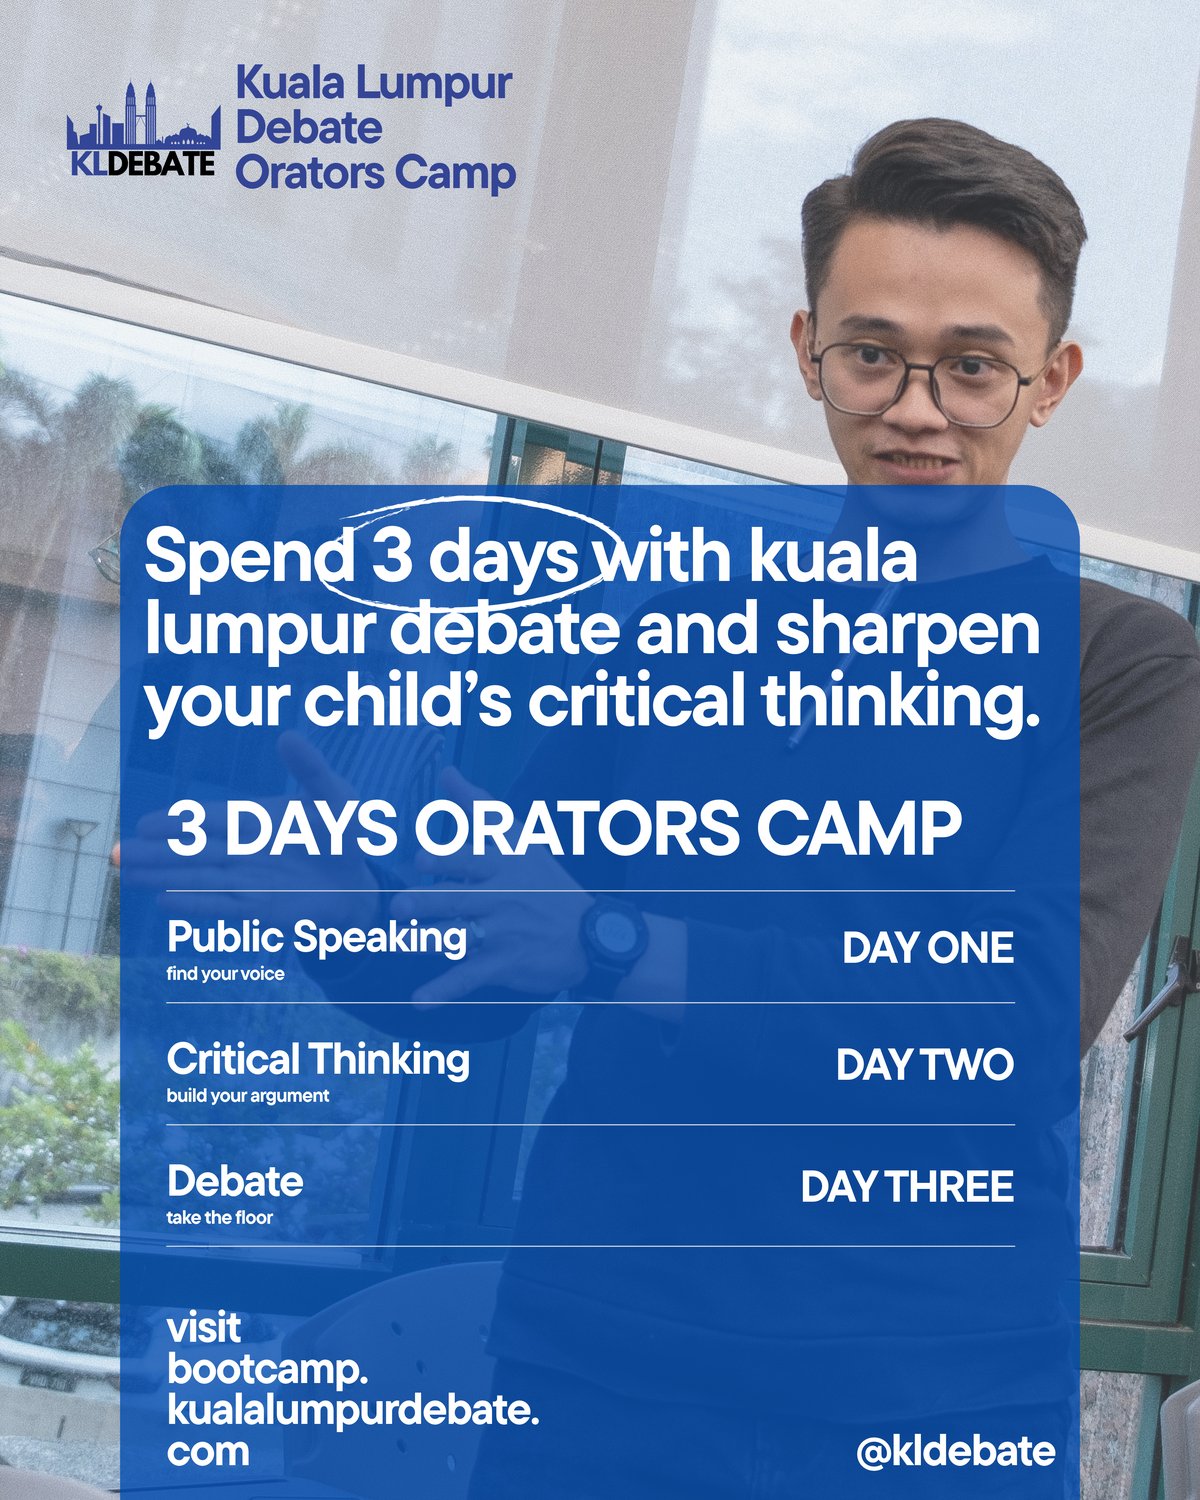 KLDEBATE
Kuala Lumpur
Debate
Orators Camp
Spend 3 days with kuala
lumpur debate and sharpen
your child’s critical thinking.
3 DAYS ORATORS CAMP
Public Speaking
find your voice
DAY ONE
Critical Thinking
build your argument
DAY TWO
Debate
take the floor
DAY THREE
visit
bootcamp.
kualalumpurdebate.
com
@kldebate